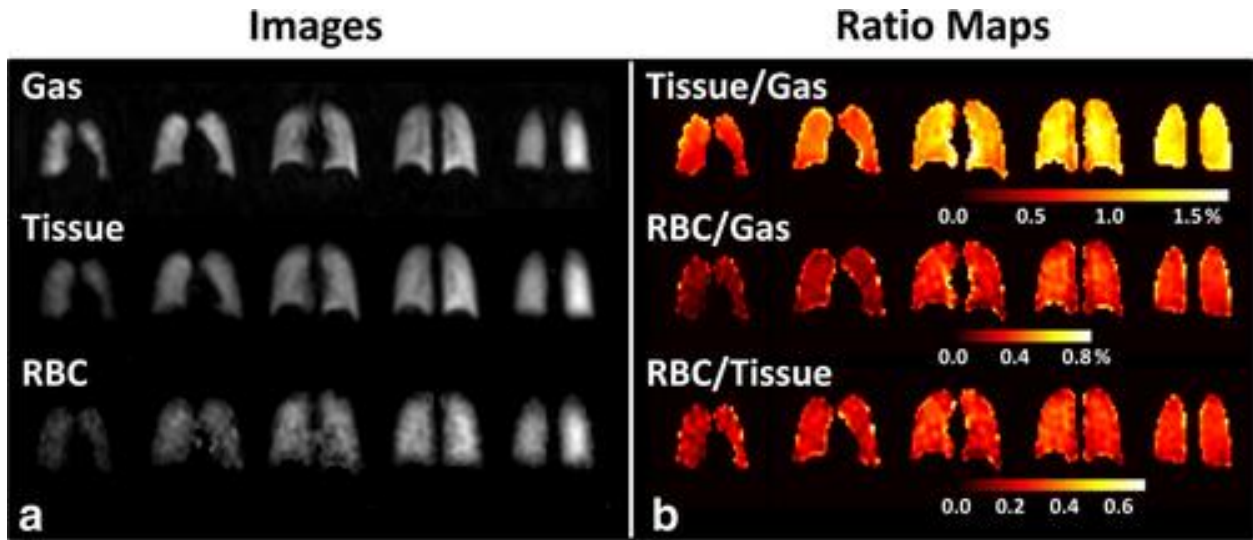 Images
Ratio Maps
Gas
Tissue
RBC
a
Tissue/Gas
0.0 0.5 1.0 1.5%
RBC/Gas
0.0 0.4 0.8%
RBC/Tissue
0.0 0.2 0.4 0.6
b